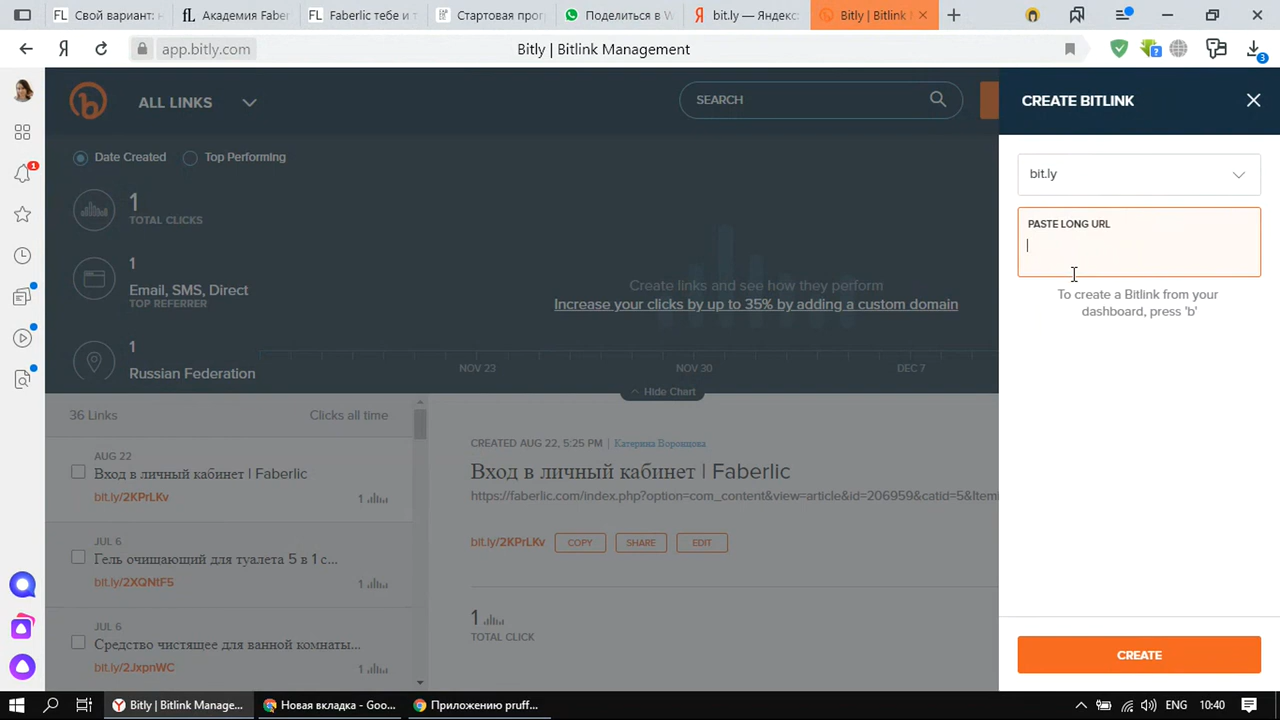 Свой вариант: н
Академия Faber
Faberlic тебе и т
Стартовая прог
Поделиться в W
bit.ly — Яндекс
Bitly | Bitlink
app.bitly.com
Bitly | Bitlink Management
3
ALL LINKS
SEARCH
CREATE BITLINK
Date Created
Top Performing
bit.ly
1
TOTAL CLICKS
PASTE LONG URL
1
Email, SMS, Direct
TOP REFERRER
Create links and see how they perform
Increase your clicks by up to 35% by adding a custom domain
To create a Bitlink from your
dashboard, press 'b'
1
Russian Federation
NOV 23
NOV 30
DEC 7
Hide Chart
36 Links
Clicks all time
AUG 22
Вход в личный кабинет | Faberlic
bit.ly/2KPrLKv
1
JUL 6
Гель очищающий для туалета 5 в 1 с...
bit.ly/2XQNtF5
1
JUL 6
Средство чистящее для ванной комнаты...
bit.ly/2JxpnWC
1
CREATED AUG 22, 5:25 PM | Катерина Воронцова
Вход в личный кабинет | Faberlic
https://faberlic.com/index.php?option=com_content&view=article&id=206959&catid=5&Itemi
bit.ly/2KPrLKv
COPY
SHARE
EDIT
1
TOTAL CLICK
CREATE
Bitly | Bitlink Manage...
Новая вкладка - Goo...
Приложению pruff...
ENG
10:40